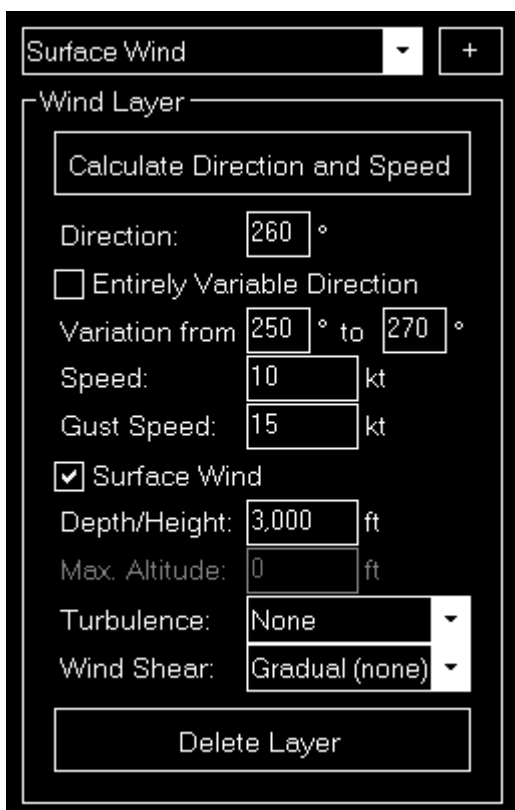 Surface Wind +
Wind Layer
Calculate Direction and Speed
Direction: 260 °
Entirely Variable Direction
Variation from 250 ° to 270 °
Speed: 10 kt
Gust Speed: 15 kt
Surface Wind
Depth/Height: 3,000 ft
Max. Altitude: 0 ft
Turbulence: None
Wind Shear: Gradual (none)
Delete Layer